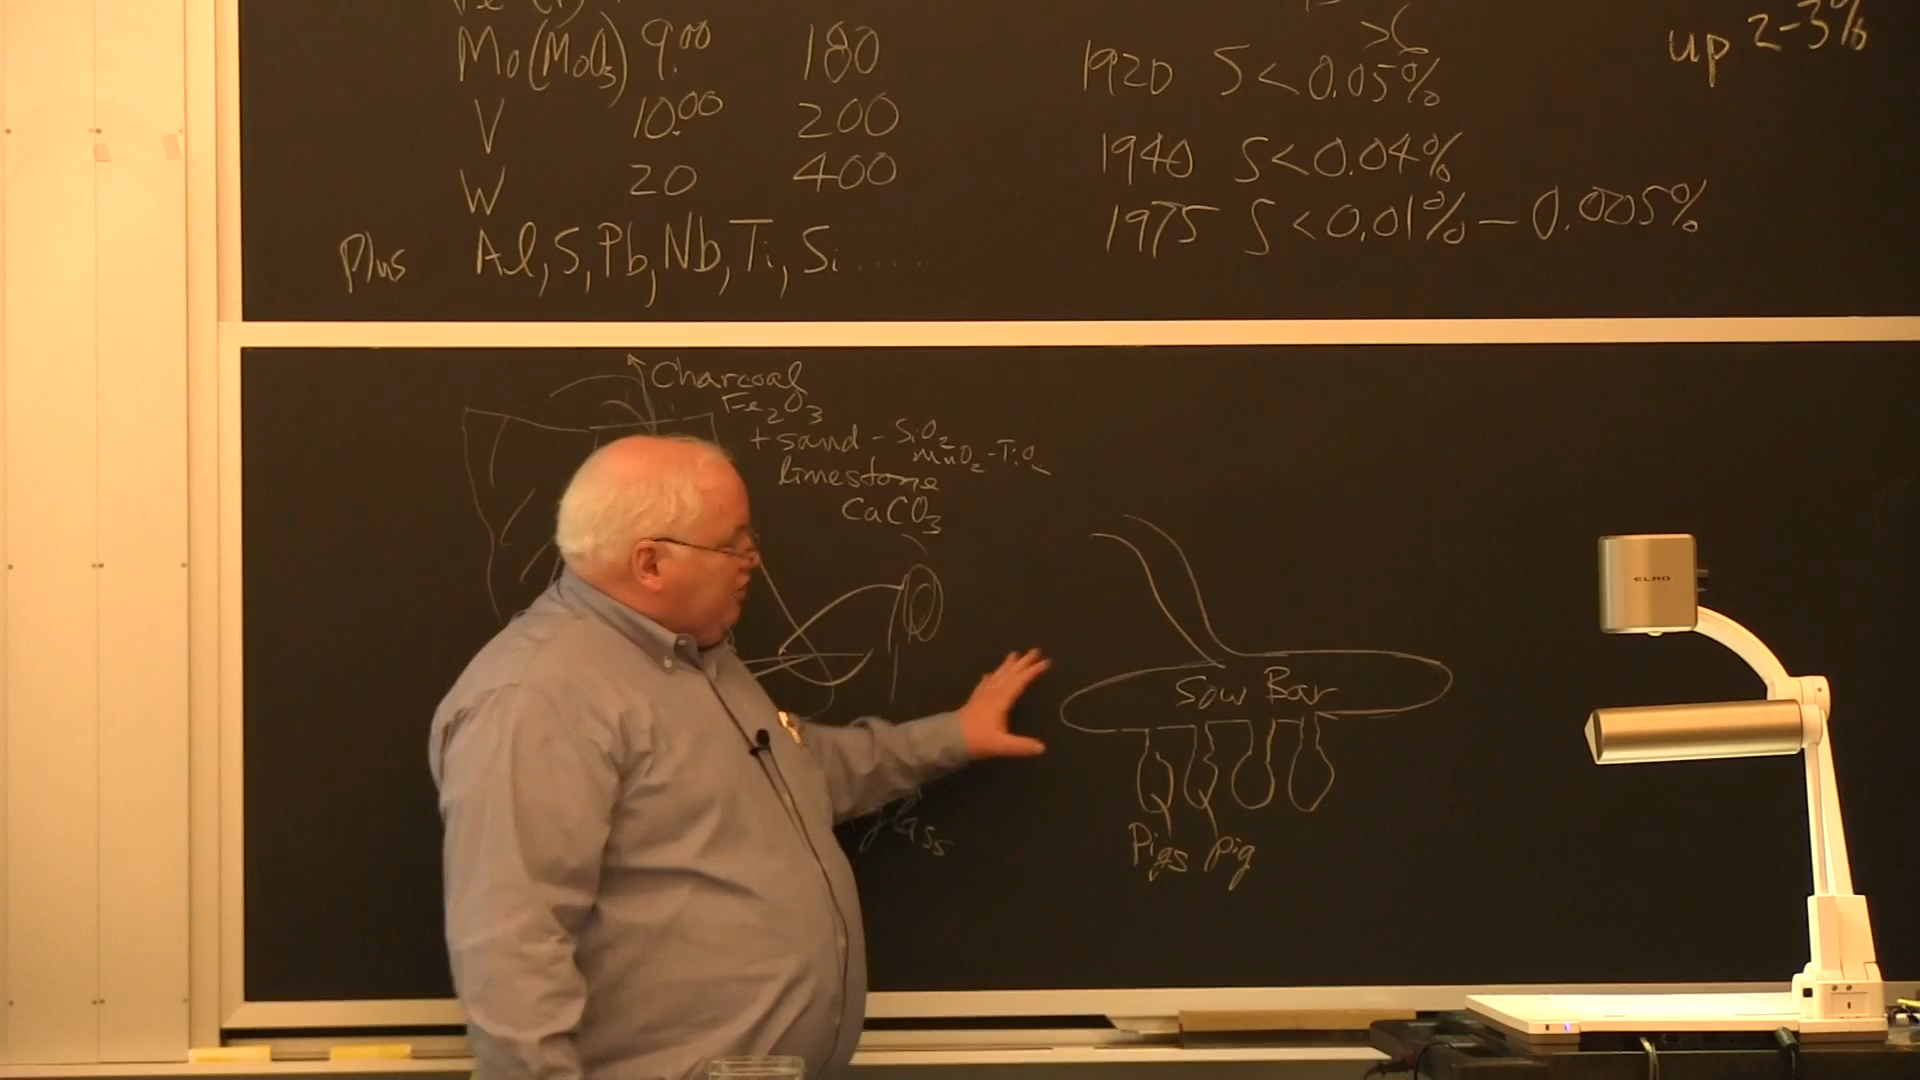 Mo (MoO3) 9.00 180
V 10.00 200
W 20 400
Plus Al, S, Pb, Nb, Ti, Si .....
1920 S < 0.05%
1940 S < 0.04%
1975 S < 0.01% - 0.005%
up 2-3%
Charcoal
Fe2O3
+ sand - SiO2
MnO2 - TiO2
limestone
CaCO3
glass
Sow Bar
Pigs pig
ELMO